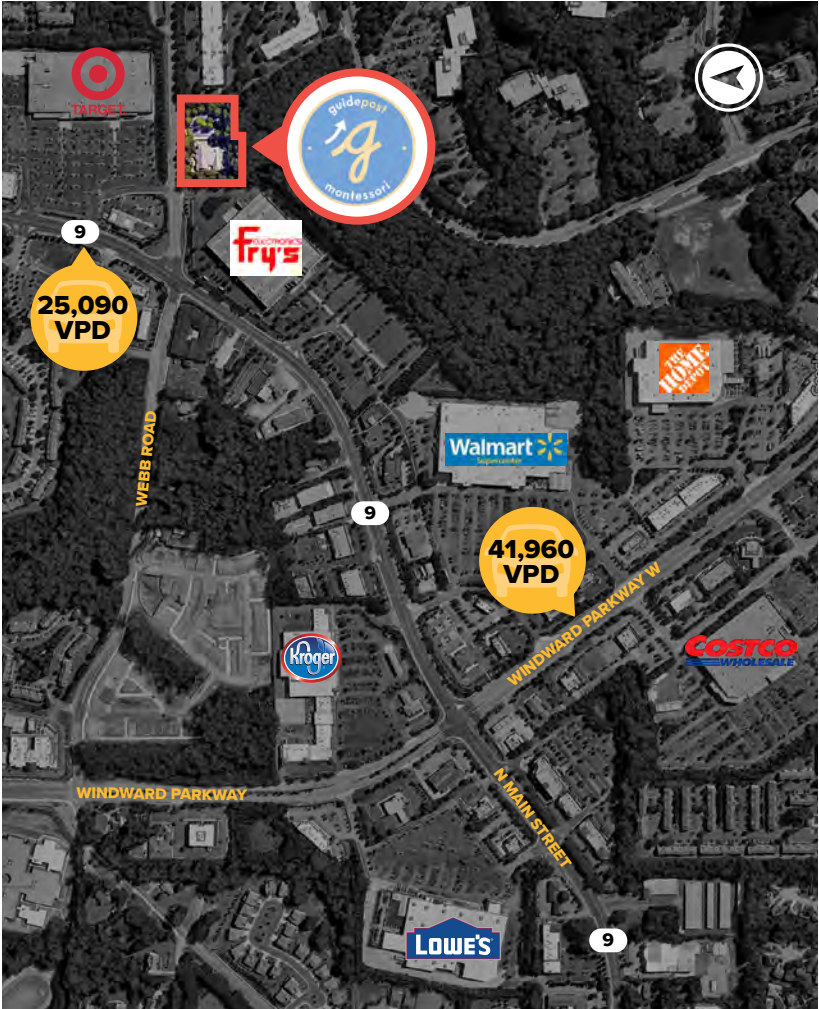 TARGET
guidepost
g
montessori
Fry's
ELECTRONICS
9
25,090
VPD
THE
HOME
DEPOT
WEBB ROAD
Walmart
Supercenter
9
41,960
VPD
WINDWARD PARKWAY W
Kroger
COSTCO
WHOLESALE
WINDWARD PARKWAY
N MAIN STREET
LOWE'S
9